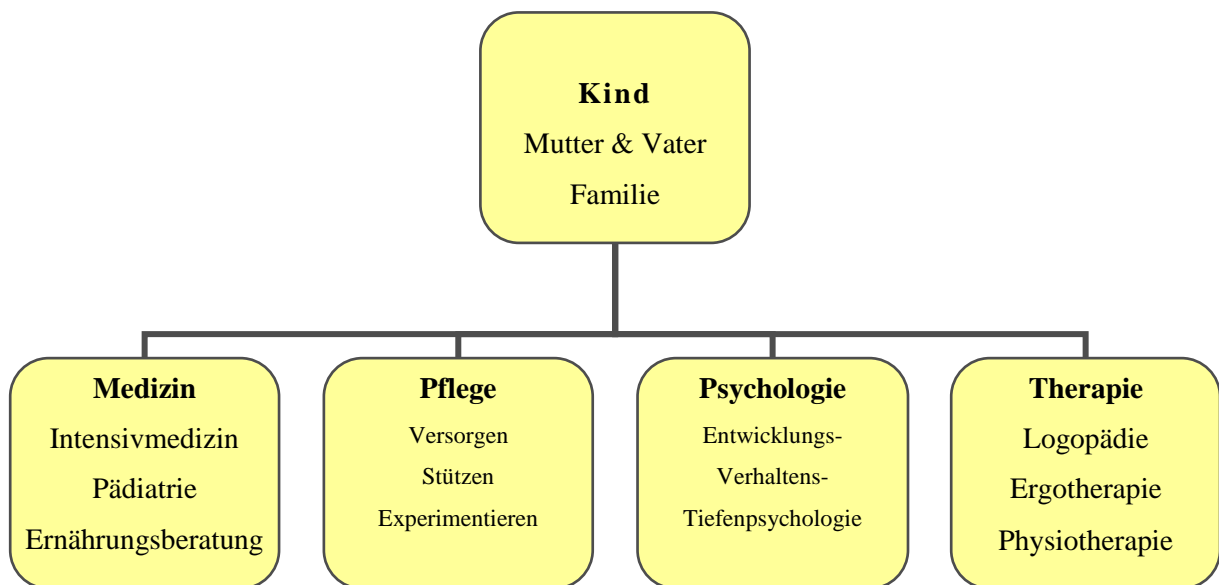 Kind
Mutter & Vater
Familie
Medizin
Intensivmedizin
Pädiatrie
Ernährungsberatung
Pflege
Versorgen
Stützen
Experimentieren
Psychologie
Entwicklungs-
Verhaltens-
Tiefenpsychologie
Therapie
Logopädie
Ergotherapie
Physiotherapie